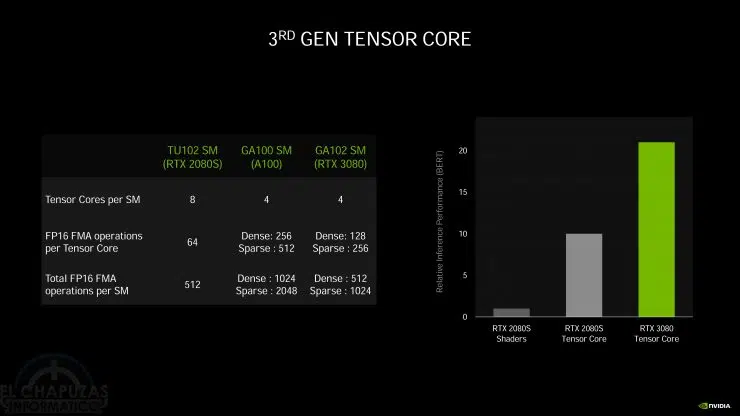 3RD GEN TENSOR CORE
TU102 SM GA100 SM GA102 SM
(RTX 2080S) (A100) (RTX 3080)
Tensor Cores per SM 8 4 4
FP16 FMA operations
per Tensor Core
64
Dense: 256
Sparse : 512
Dense: 128
Sparse : 256
Total FP16 FMA
operations per SM
512
Dense : 1024
Sparse : 2048
Dense : 512
Sparse : 1024
Relative Inference Performance (BERT)
20
15
10
5
0
RTX 2080S
Shaders
RTX 2080S
Tensor Core
RTX 3080
Tensor Core
EL CHAPUZAS
INFORMÁTICO
NVIDIA